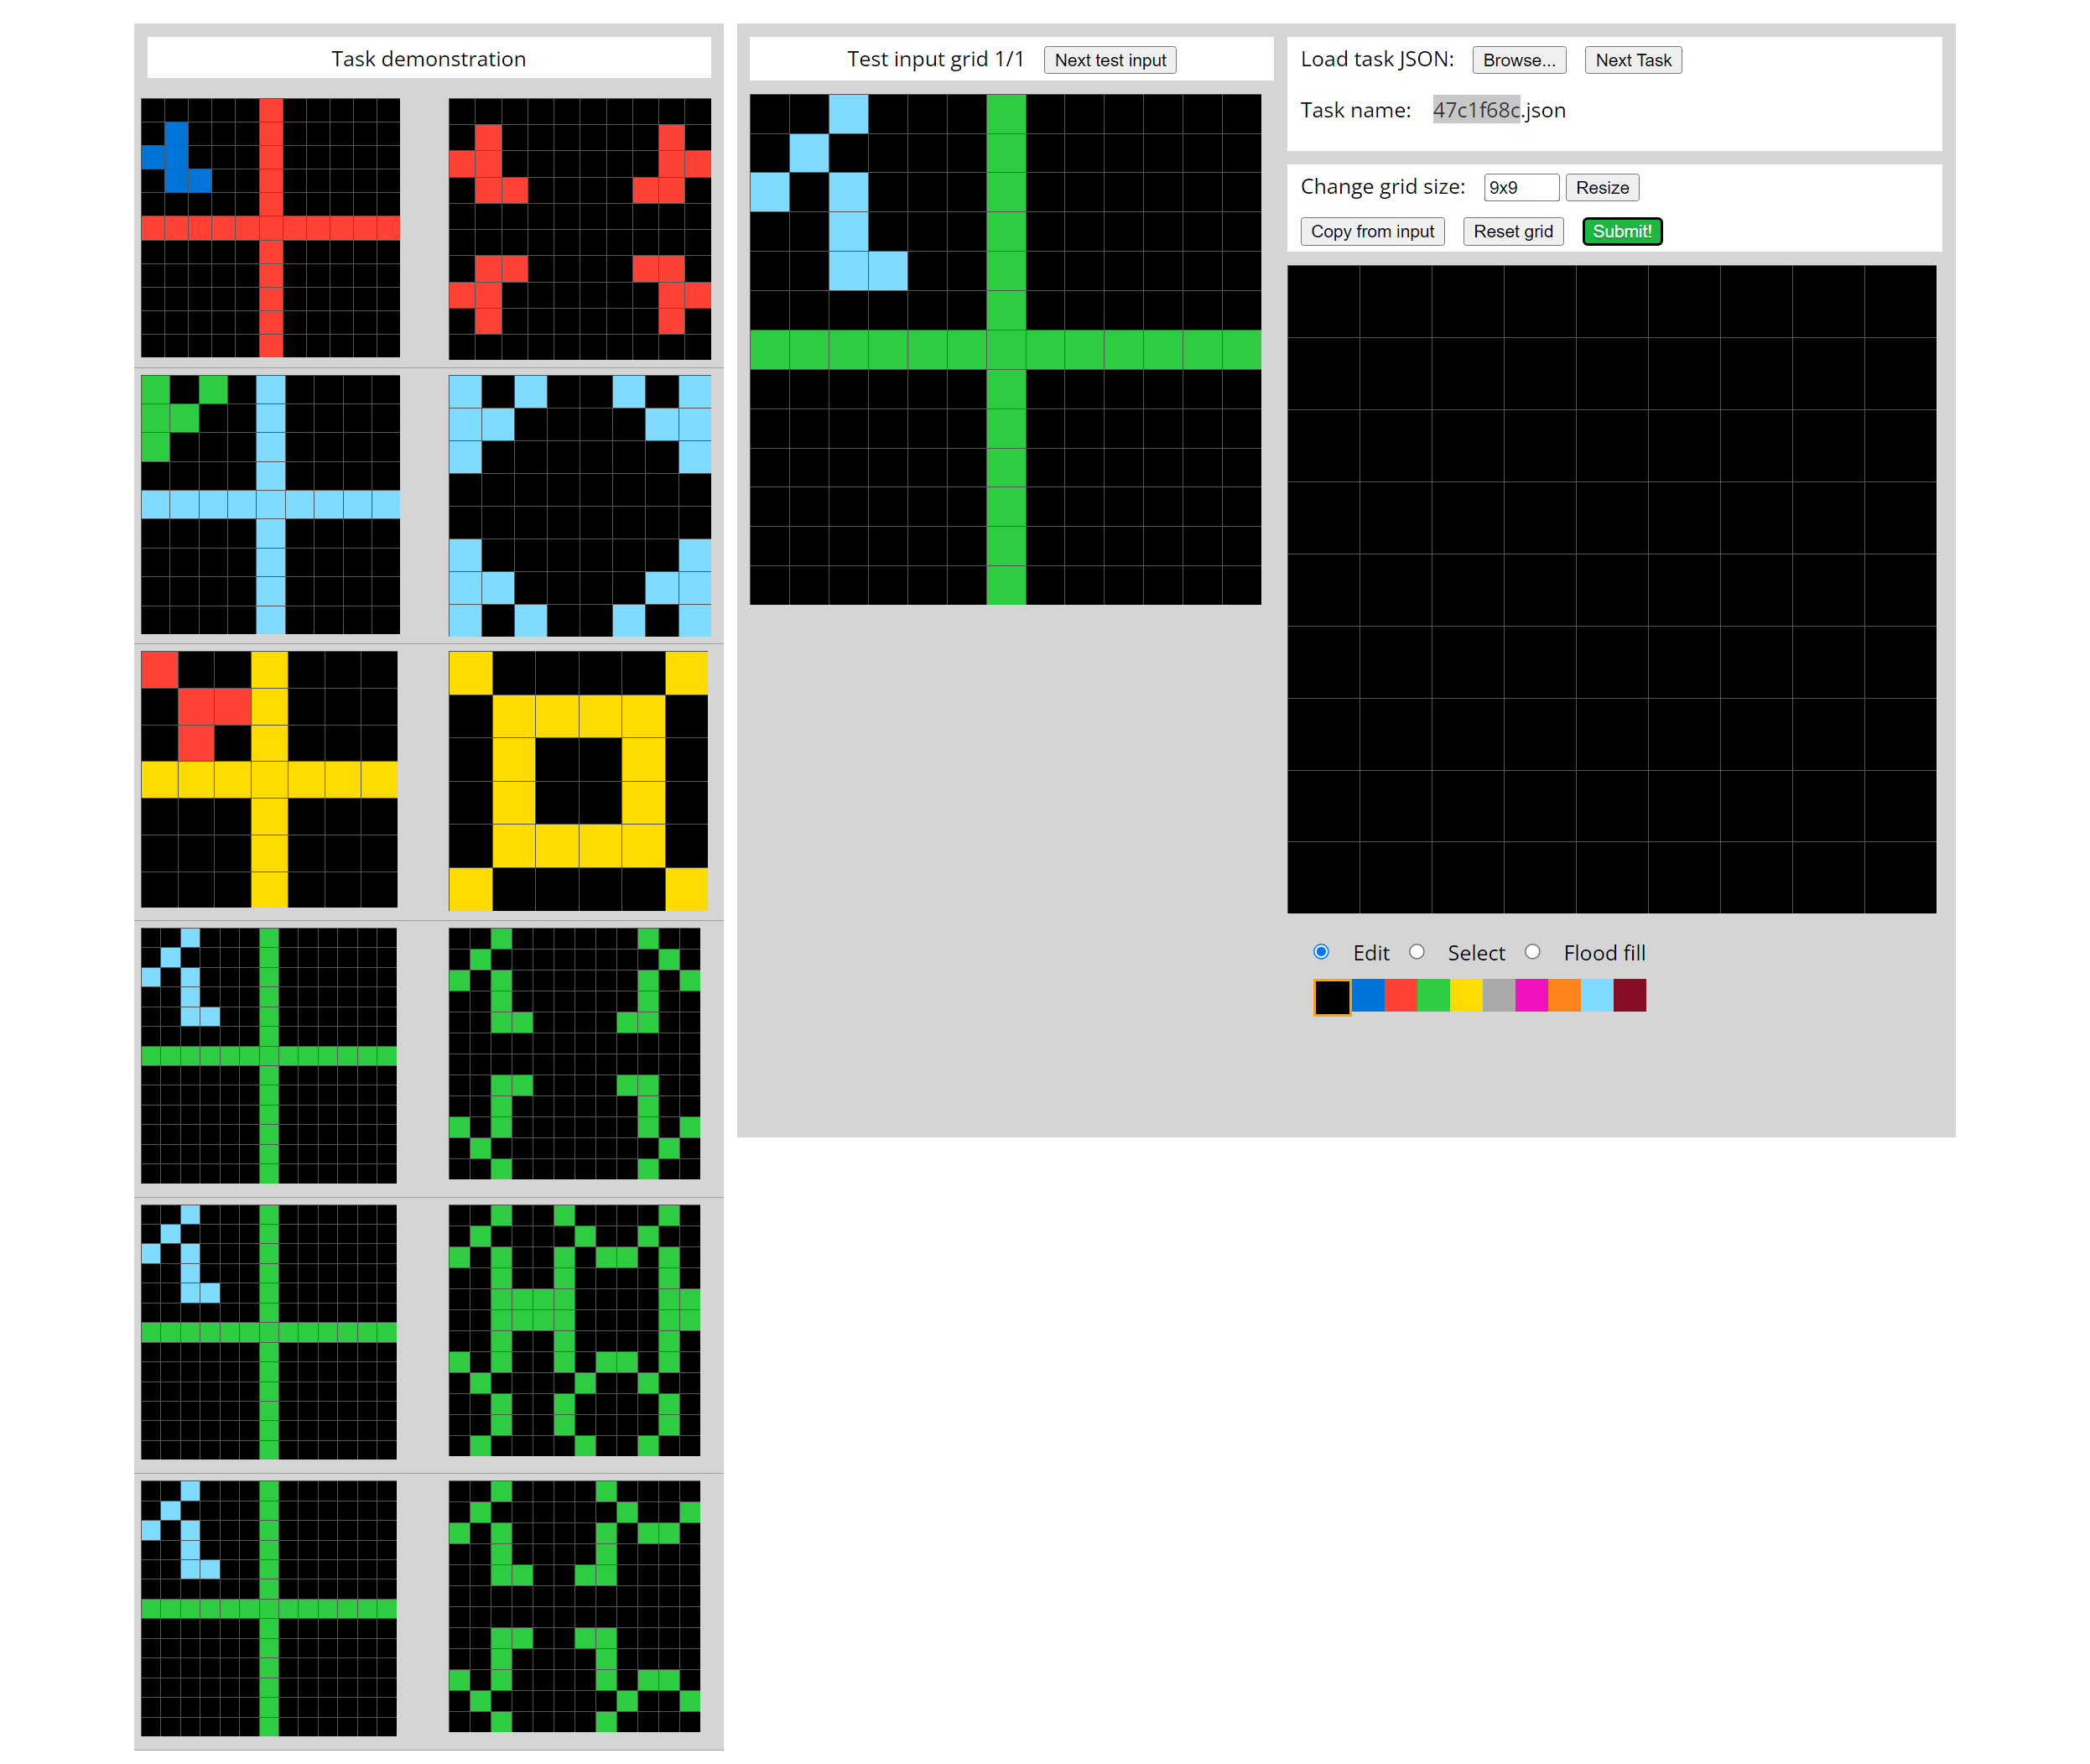 Task demonstration
Test input grid 1/1 Next test input
Load task JSON: Browse... Next Task
Task name: 47c1f68c.json
Change grid size: 9x9 Resize
Copy from input Reset grid Submit!
Edit Select Flood fill